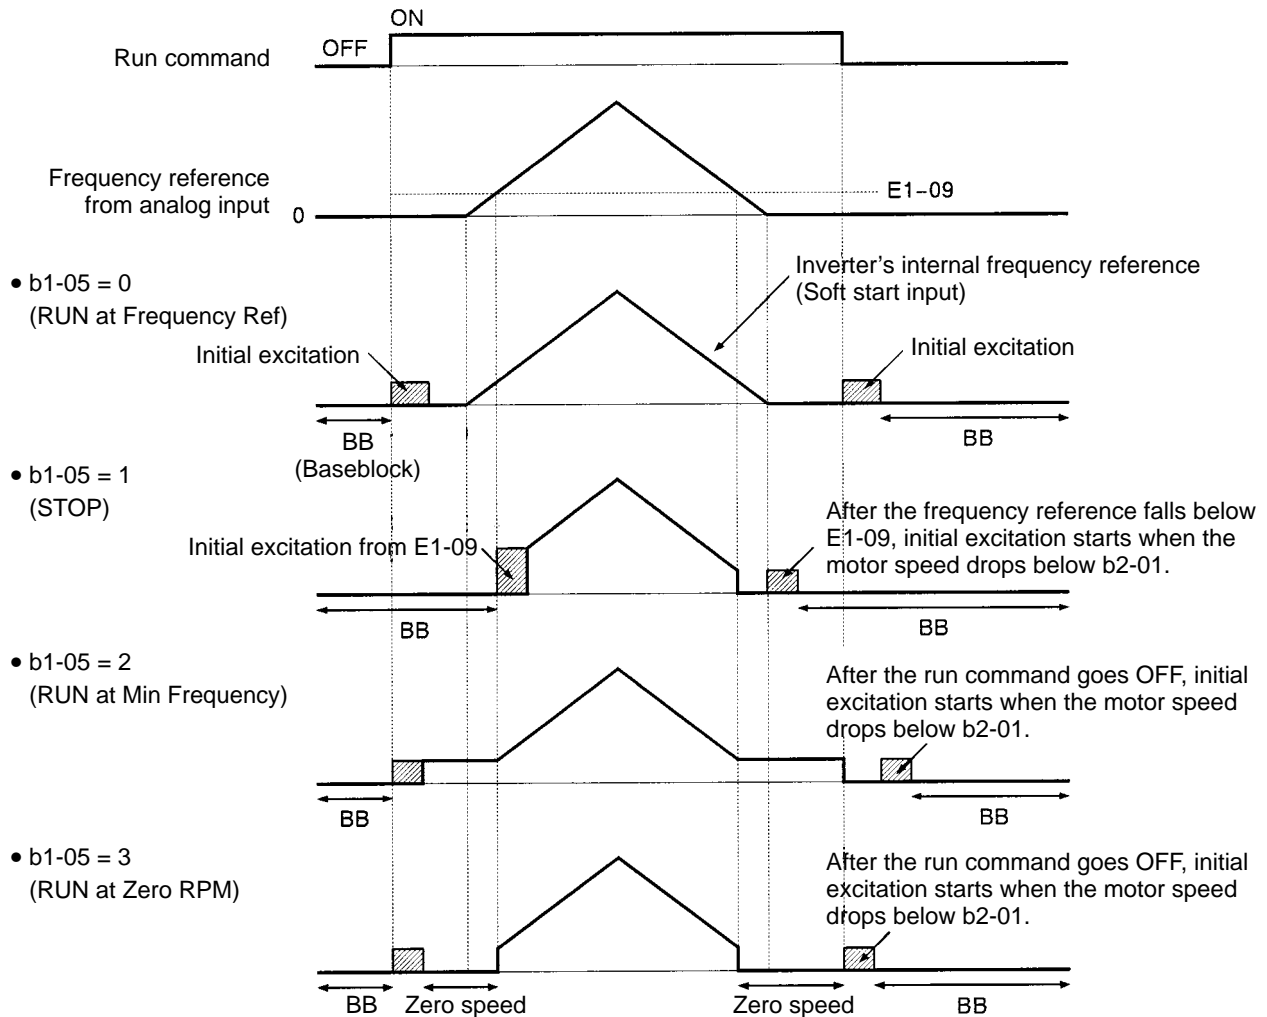 ON
OFF
Run command
Frequency reference
from analog input
0
E1-09
• b1-05 = 0
(RUN at Frequency Ref)
Inverter's internal frequency reference
(Soft start input)
Initial excitation
Initial excitation
BB
(Baseblock)
BB
• b1-05 = 1
(STOP)
Initial excitation from E1-09
After the frequency reference falls below
E1-09, initial excitation starts when the
motor speed drops below b2-01.
BB
BB
• b1-05 = 2
(RUN at Min Frequency)
After the run command goes OFF, initial
excitation starts when the motor speed
drops below b2-01.
BB
BB
• b1-05 = 3
(RUN at Zero RPM)
After the run command goes OFF, initial
excitation starts when the motor speed
drops below b2-01.
BB
Zero speed
Zero speed
BB